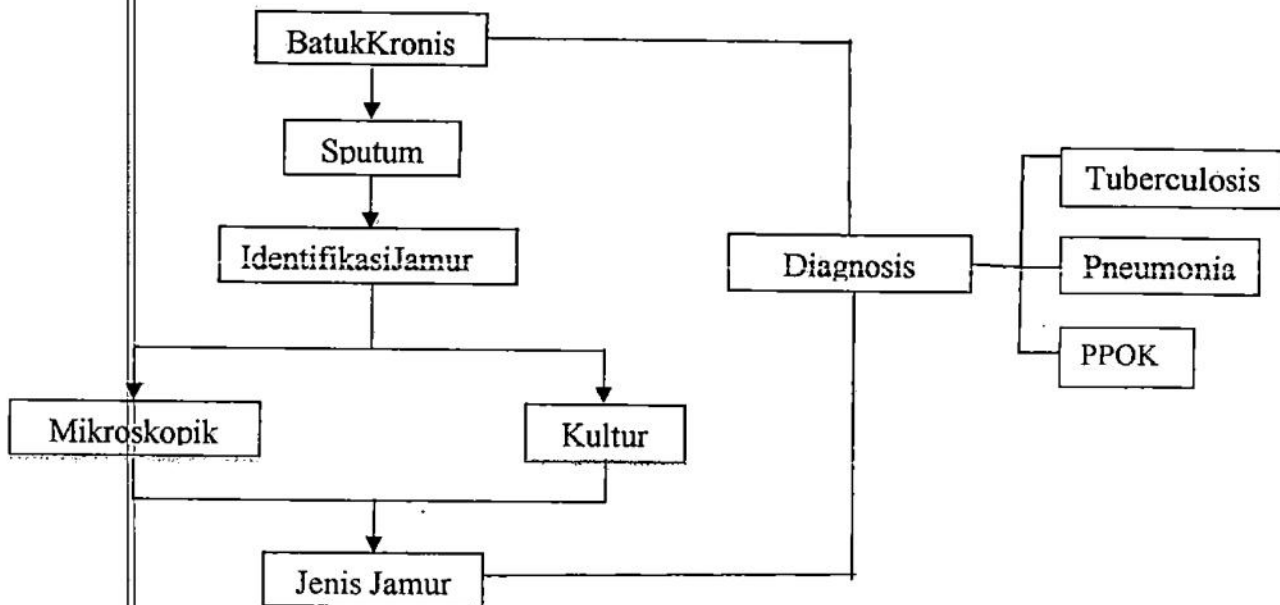 BatukKronis
Sputum
IdentifikasiJamur
Mikroskopik
Kultur
Jenis Jamur
Diagnosis
Tuberculosis
Pneumonia
PPOK